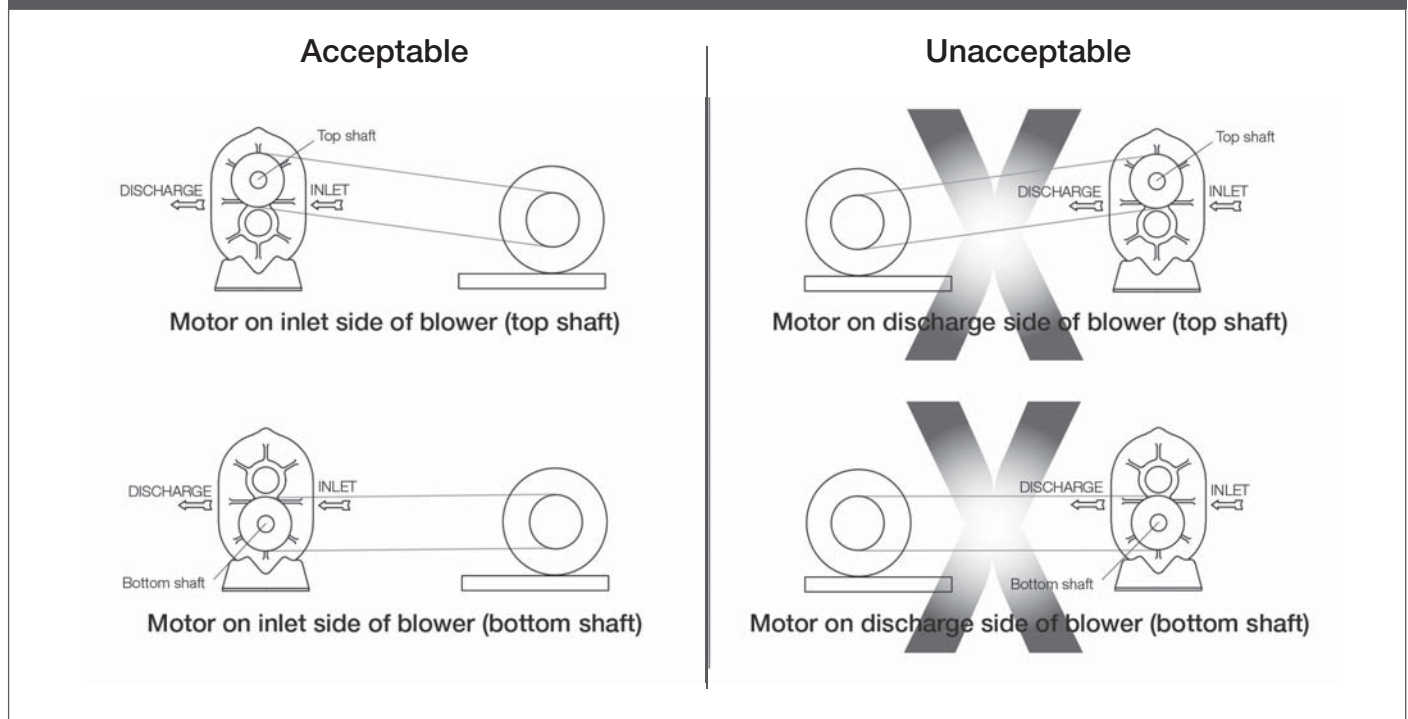 Acceptable
Top shaft
DISCHARGE
INLET
Motor on inlet side of blower (top shaft)
DISCHARGE
INLET
Bottom shaft
Motor on inlet side of blower (bottom shaft)
Unacceptable
Top shaft
DISCHARGE
INLET
Motor on discharge side of blower (top shaft)
DISCHARGE
INLET
Bottom shaft
Motor on discharge side of blower (bottom shaft)